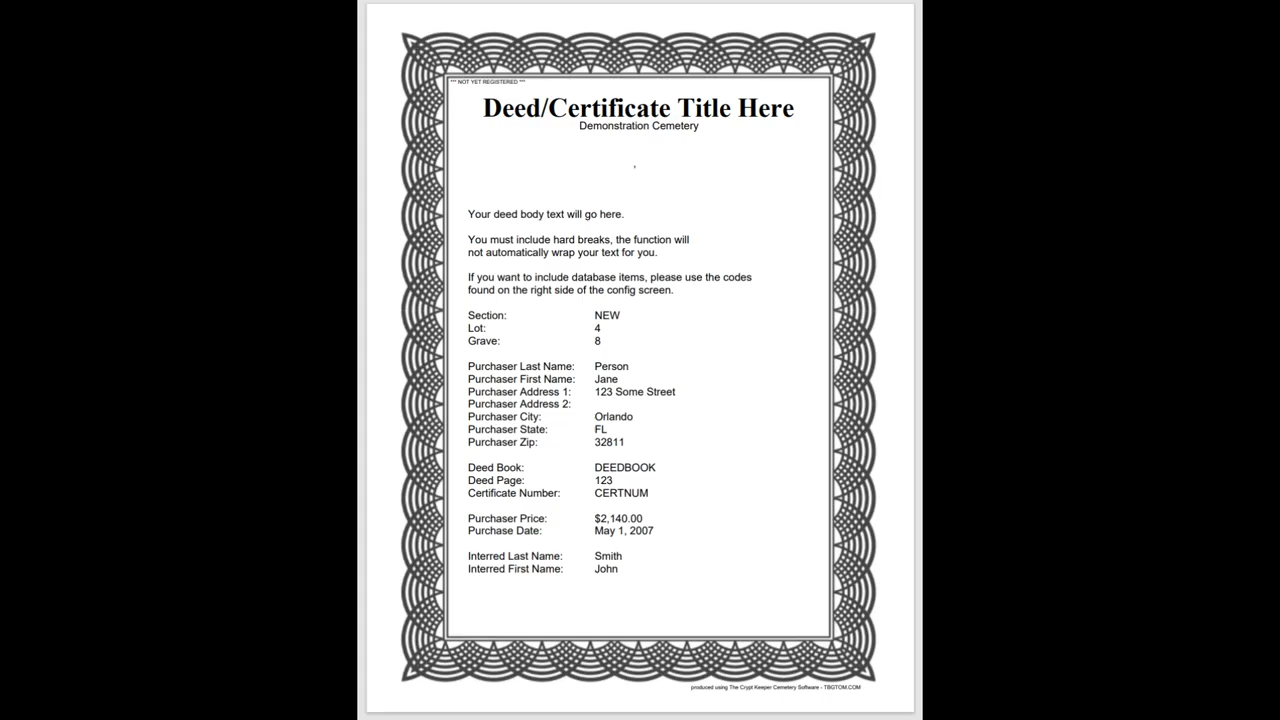 *** NOT YET REGISTERED ***
Deed/Certificate Title Here
Demonstration Cemetery
,
Your deed body text will go here.
You must include hard breaks, the function will
not automatically wrap your text for you.
If you want to include database items, please use the codes
found on the right side of the config screen.
Section: NEW
Lot: 4
Grave: 8
Purchaser Last Name: Person
Purchaser First Name: Jane
Purchaser Address 1: 123 Some Street
Purchaser Address 2:
Purchaser City: Orlando
Purchaser State: FL
Purchaser Zip: 32811
Deed Book: DEEDBOOK
Deed Page: 123
Certificate Number: CERTNUM
Purchaser Price: $2,140.00
Purchase Date: May 1, 2007
Interred Last Name: Smith
Interred First Name: John
produced using The Crypt Keeper Cemetery Software - TBGTOM.COM